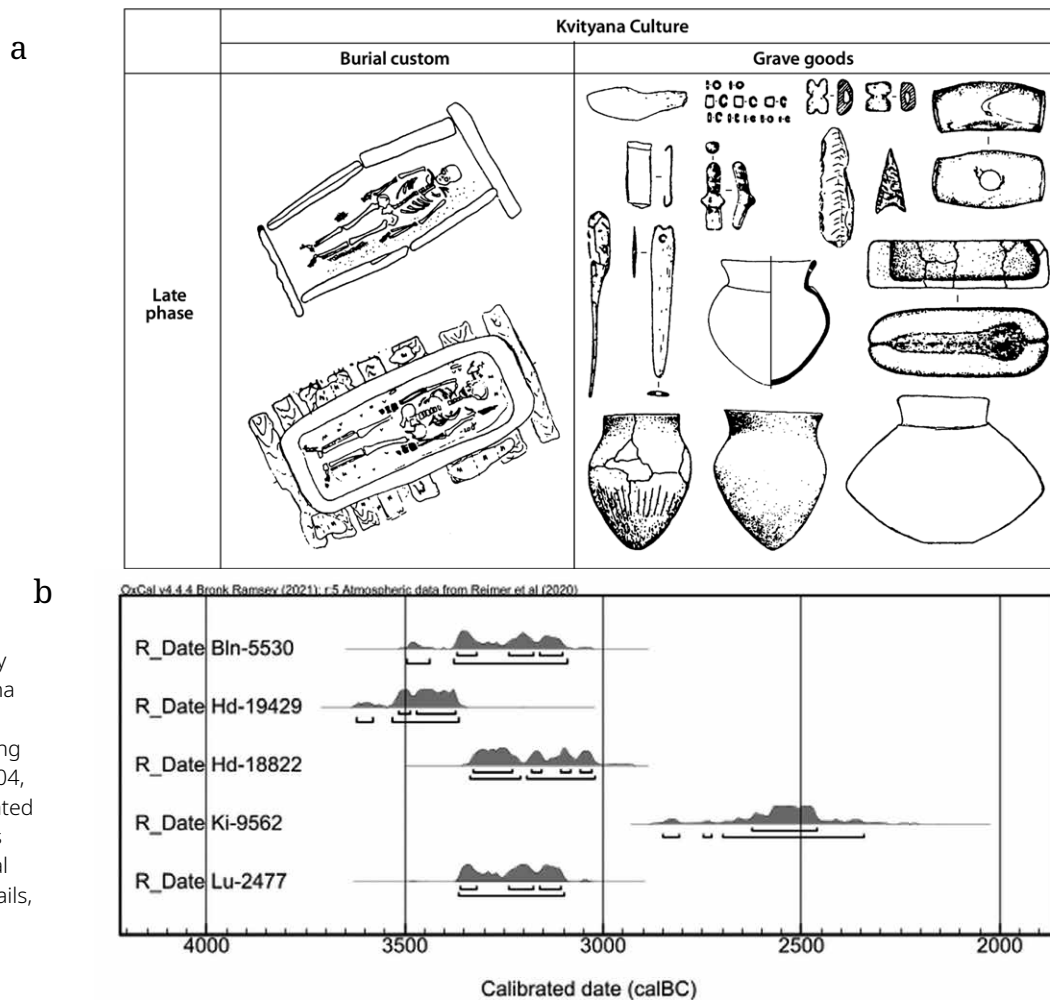 a
Kvityana Culture
Burial custom
Grave goods
Late
phase
b
OxCal v4.4.4 Bronk Ramsey (2021); r:5 Atmospheric data from Reimer et al (2020)
R_Date Bln-5530
R_Date Hd-19429
R_Date Hd-18822
R_Date Ki-9562
R_Date Lu-2477
4000
3500
3000
2500
2000
Calibrated date (calBC)